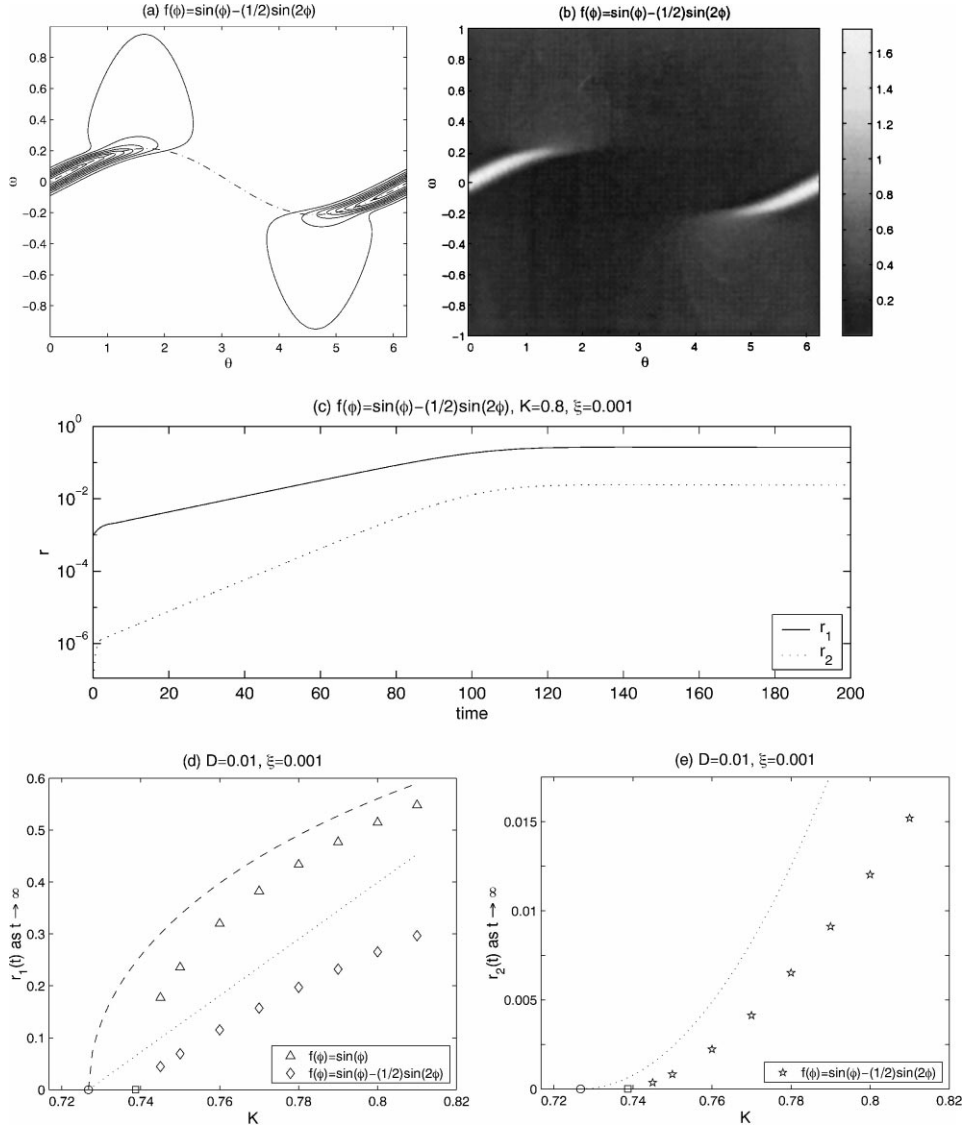 (a) f(ϕ)=sin(ϕ)−(1/2)sin(2ϕ)
0.8
0.6
0.4
0.2
0
−0.2
−0.4
−0.6
−0.8
ω
0 1 2 3 4 5 6
θ
(b) f(ϕ)=sin(ϕ)−(1/2)sin(2ϕ)
1
0.8
0.6
0.4
0.2
0
−0.2
−0.4
−0.6
−0.8
−1
ω
0 1 2 3 4 5 6
θ
1.6
1.4
1.2
1
0.8
0.6
0.4
0.2
(c) f(ϕ)=sin(ϕ)−(1/2)sin(2ϕ), K=0.8, ξ=0.001
10⁰
10⁻²
10⁻⁴
10⁻⁶
r
r₁
r₂
0 20 40 60 80 100 120 140 160 180 200
time
(d) D=0.01, ξ=0.001
0.6
0.5
0.4
0.3
0.2
0.1
0
r₁(t) as t → ∞
f(ϕ)=sin(ϕ)
f(ϕ)=sin(ϕ)−(1/2)sin(2ϕ)
0.72 0.74 0.76 0.78 0.8 0.82
K
(e) D=0.01, ξ=0.001
0.015
0.01
0.005
0
r₂(t) as t → ∞
f(ϕ)=sin(ϕ)−(1/2)sin(2ϕ)
0.72 0.74 0.76 0.78 0.8 0.82
K